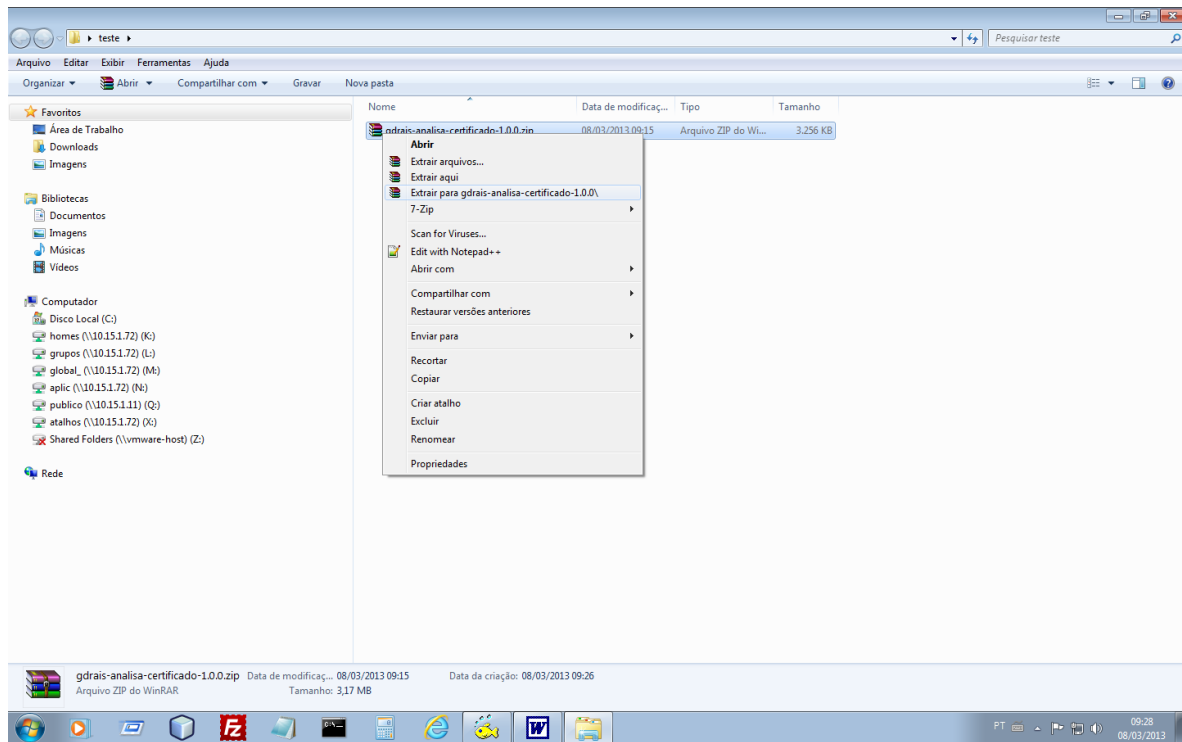 teste
Pesquisar teste
Arquivo Editar Exibir Ferramentas Ajuda
Organizar Abrir Compartilhar com Gravar Nova pasta
Nome Data de modificaç... Tipo Tamanho
gdrais-analisa-certificado-1.0.0.zip 08/03/2013 09:15 Arquivo ZIP do Wi... 3.256 KB
Favoritos
Área de Trabalho
Downloads
Imagens
Bibliotecas
Documentos
Imagens
Músicas
Vídeos
Computador
Disco Local (C:)
homes (\\10.15.1.72) (K:)
grupos (\\10.15.1.72) (L:)
global_ (\\10.15.1.72) (M:)
aplic (\\10.15.1.72) (N:)
publico (\\10.15.1.11) (Q:)
atalhos (\\10.15.1.72) (X:)
Shared Folders (\\vmware-host) (Z:)
Rede
Abrir
Extrair arquivos...
Extrair aqui
Extrair para gdrais-analisa-certificado-1.0.0\
7-Zip
Scan for Viruses...
Edit with Notepad++
Abrir com
Compartilhar com
Restaurar versões anteriores
Enviar para
Recortar
Copiar
Criar atalho
Excluir
Renomear
Propriedades
gdrais-analisa-certificado-1.0.0.zip Data de modificaç... 08/03/2013 09:15 Data da criação: 08/03/2013 09:26
Arquivo ZIP do WinRAR Tamanho: 3,17 MB
PT 09:28
08/03/2013